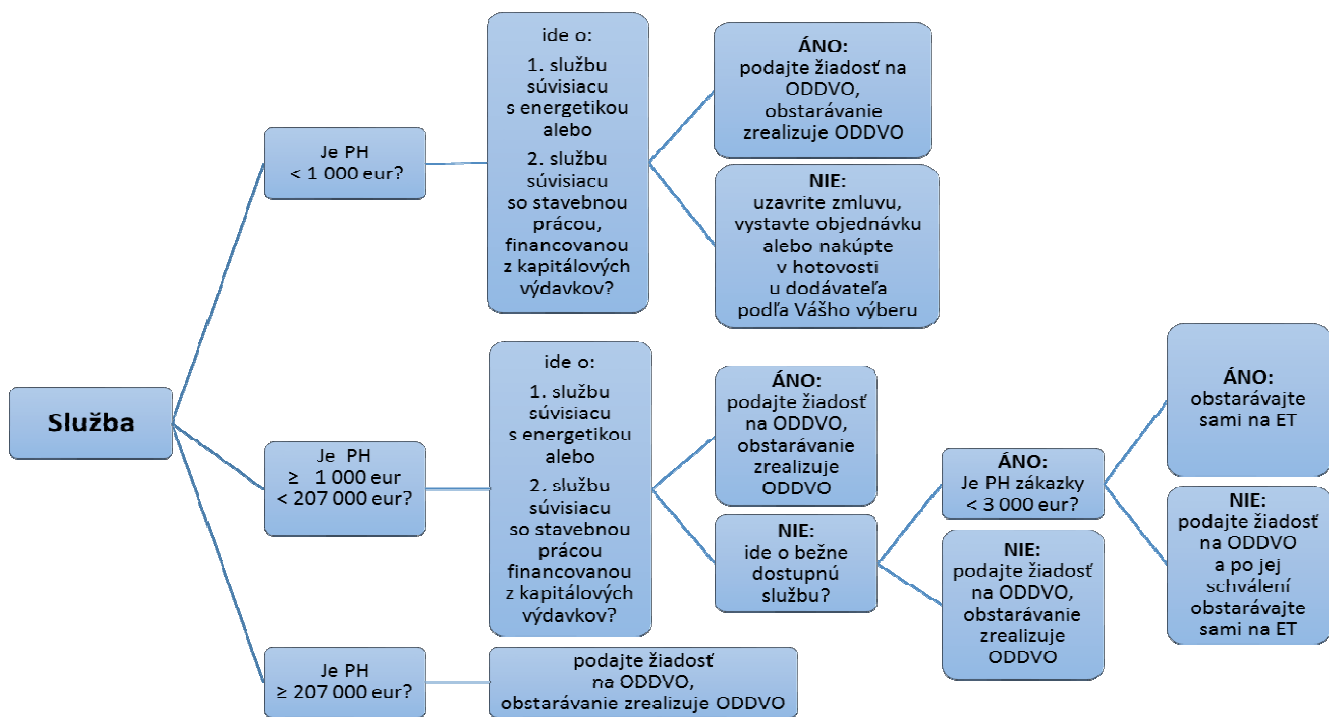 Služba
Je PH
< 1 000 eur?
ide o:
1. službu
súvisiacu
s energetikou
alebo
2. službu
súvisiacu
so stavebnou
prácou,
financovanou
z kapitálových
výdavkov?
ÁNO:
podajte žiadosť na
ODDVO,
obstarávanie
zrealizuje ODDVO
NIE:
uzavrite zmluvu,
vystavte objednávku
alebo nakúpte
v hotovosti
u dodávateľa
podľa Vášho výberu
Je PH
≥ 1 000 eur
< 207 000 eur?
ide o:
1. službu
súvisiacu
s energetikou
alebo
2. službu
súvisiacu
so stavebnou
prácou
financovanou
z kapitálových
výdavkov?
ÁNO:
podajte žiadosť
na ODDVO,
obstarávanie
zrealizuje
ODDVO
NIE:
ide o bežne
dostupnú
službu?
ÁNO:
Je PH zákazky
< 3 000 eur?
NIE:
podajte žiadosť
na ODDVO,
obstarávanie
zrealizuje
ODDVO
ÁNO:
obstarávajte
sami na ET
NIE:
podajte žiadosť
na ODDVO
a po jej
schválení
obstarávajte
sami na ET
Je PH
≥ 207 000 eur?
podajte žiadosť
na ODDVO,
obstarávanie zrealizuje ODDVO